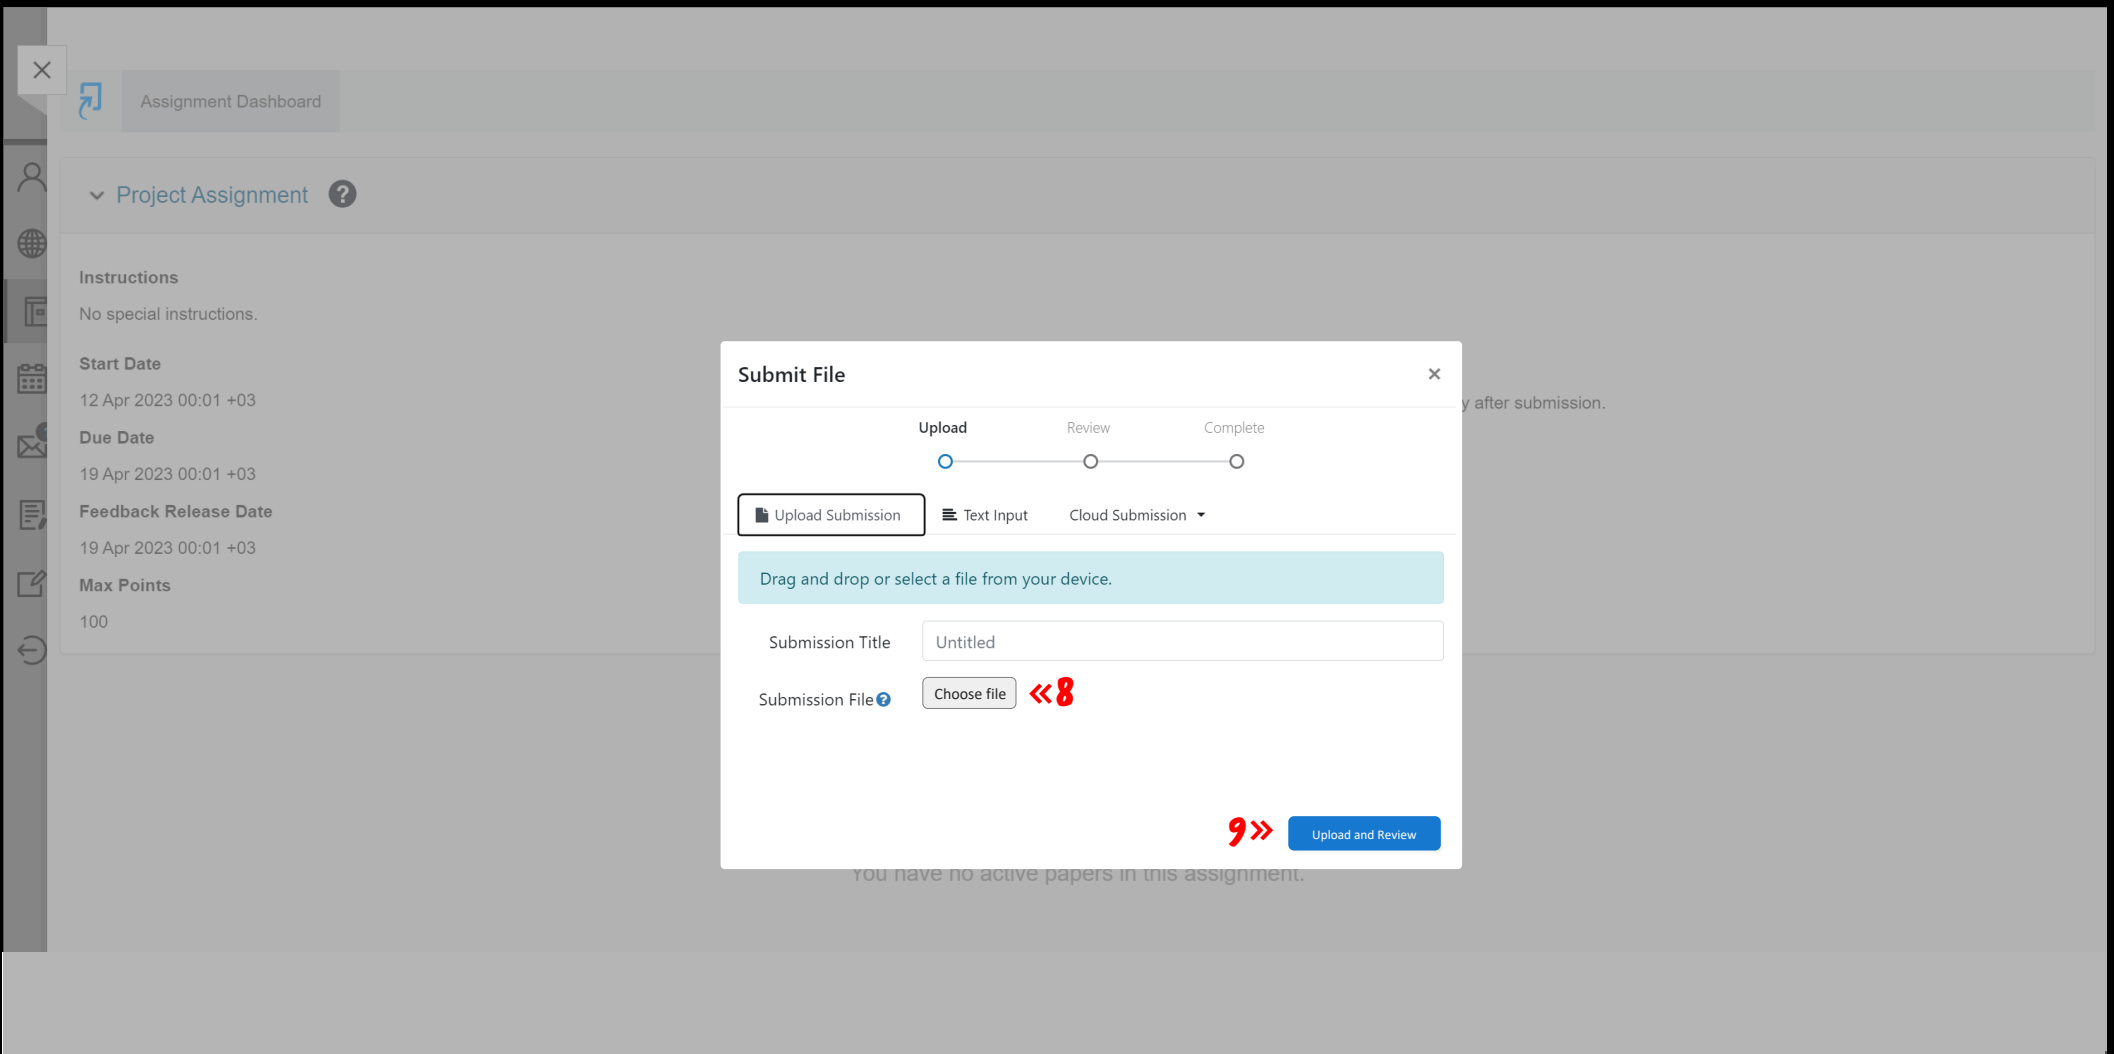 Assignment Dashboard
Project Assignment ?
Instructions
No special instructions.
Start Date
12 Apr 2023 00:01 +03
y after submission.
Due Date
19 Apr 2023 00:01 +03
Feedback Release Date
19 Apr 2023 00:01 +03
Max Points
100
Submit File ×
Upload Review Complete
Upload Submission Text Input Cloud Submission
Drag and drop or select a file from your device.
Submission Title Untitled
Submission File ? Choose file «8
9» Upload and Review
You have no active papers in this assignment.